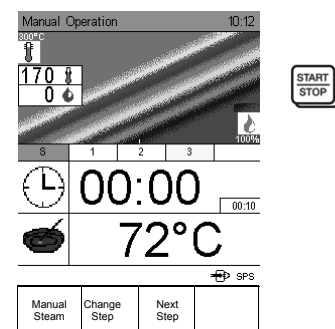 Manual Operation 10:12
300°C
170
0
START
STOP
100%
S 1 2 3
00:00
00:10
72°C
SPS
Manual Steam
Change Step
Next Step